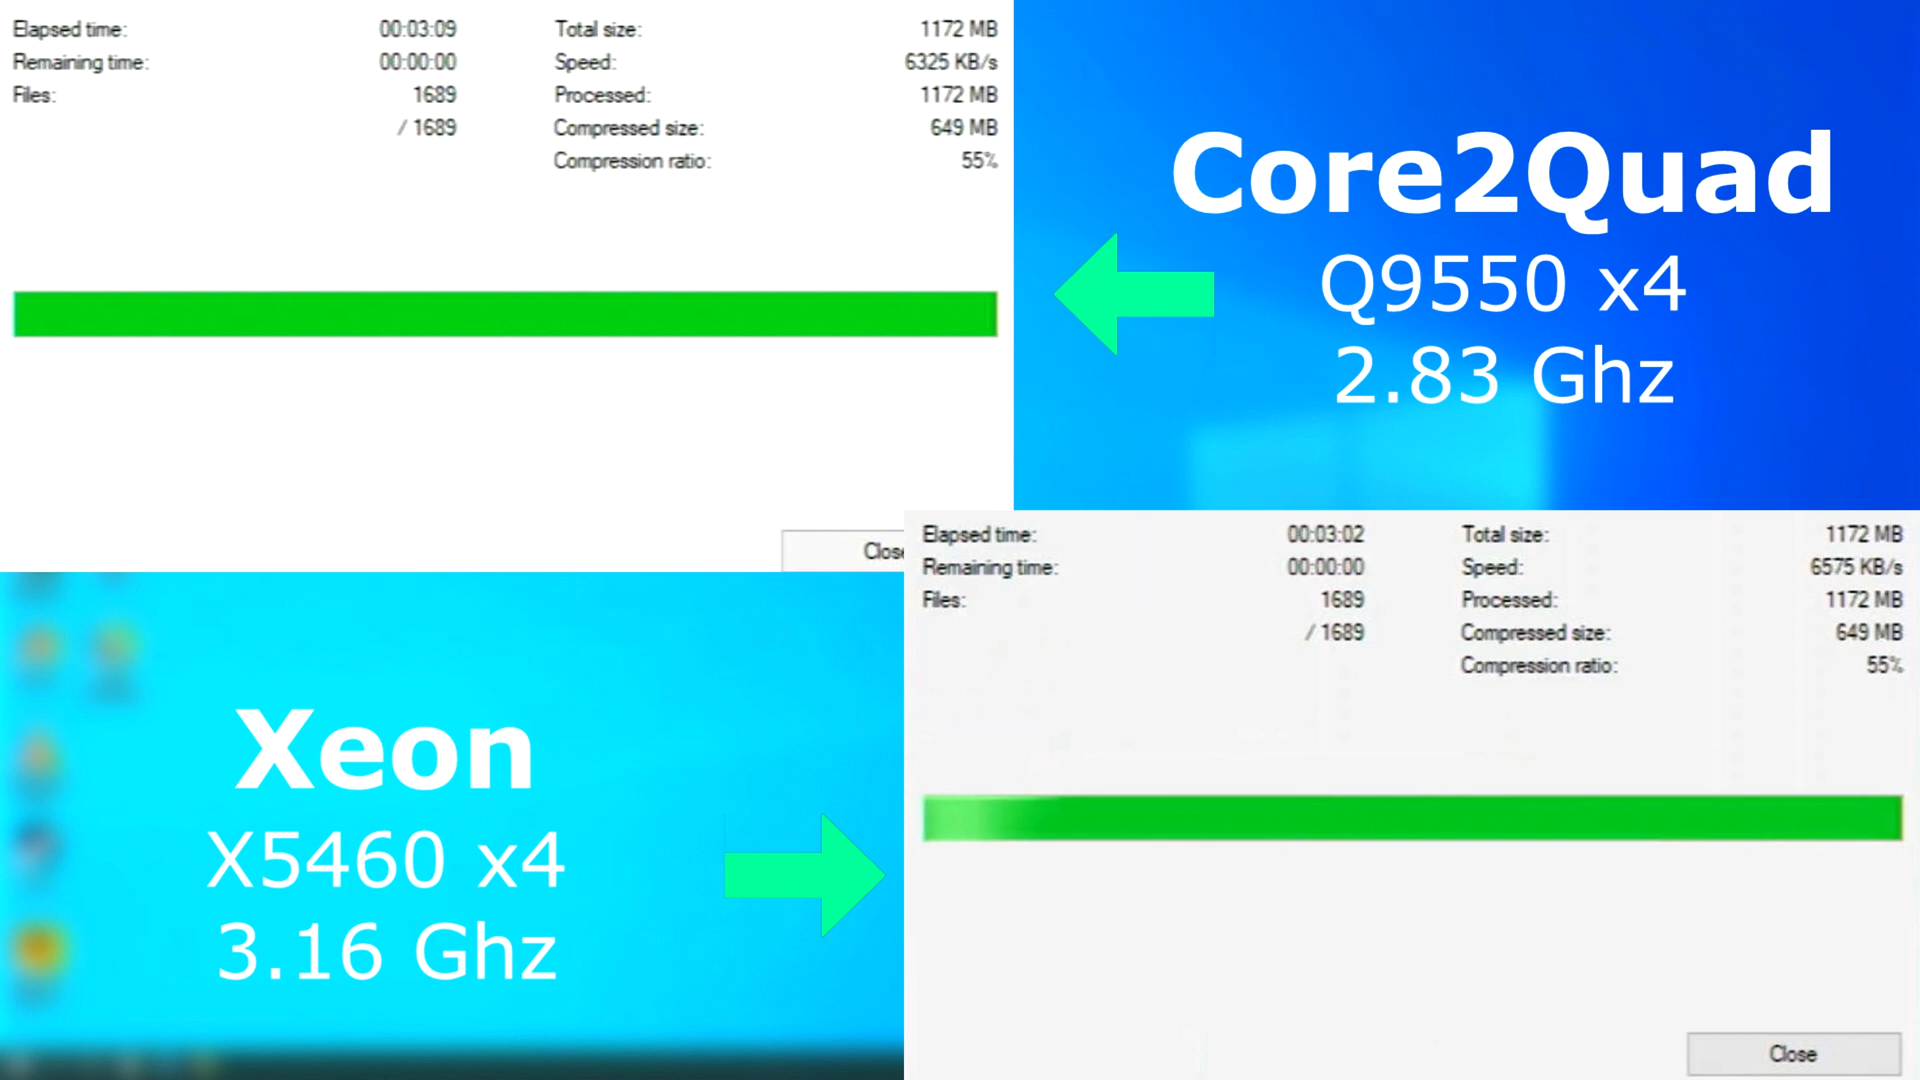 Elapsed time: 00:03:09 Total size: 1172 MB
Remaining time: 00:00:00 Speed: 6325 KB/s
Files: 1689 Processed: 1172 MB
/ 1689 Compressed size: 649 MB
Compression ratio: 55%
Close
Core2Quad
Q9550 x4
2.83 Ghz
Xeon
X5460 x4
3.16 Ghz
Elapsed time: 00:03:02 Total size: 1172 MB
Remaining time: 00:00:00 Speed: 6575 KB/s
Files: 1689 Processed: 1172 MB
/ 1689 Compressed size: 649 MB
Compression ratio: 55%
Close